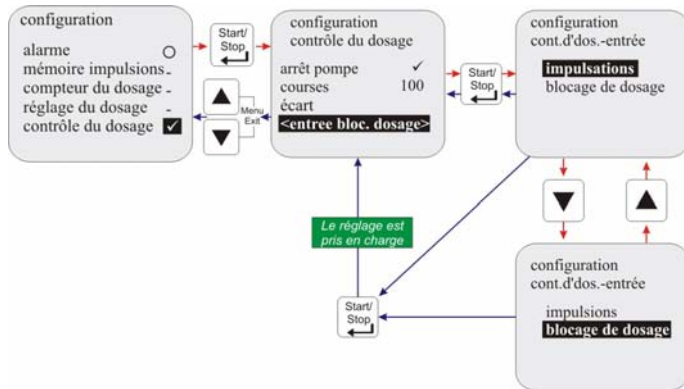 configuration
alarme
mémoire impulsions -
compteur du dosage -
réglage du dosage -
contrôle du dosage ✓
Start/
Stop
Menu
Exit
configuration
contrôle du dosage
arrêt pompe ✓
courses 100
écart
<entree bloc. dosage>
Start/
Stop
configuration
cont.d'dos.-entrée
impulsations
blocage de dosage
Le réglage est
pris en charge
Start/
Stop
configuration
cont.d'dos.-entrée
impulsions
blocage de dosage